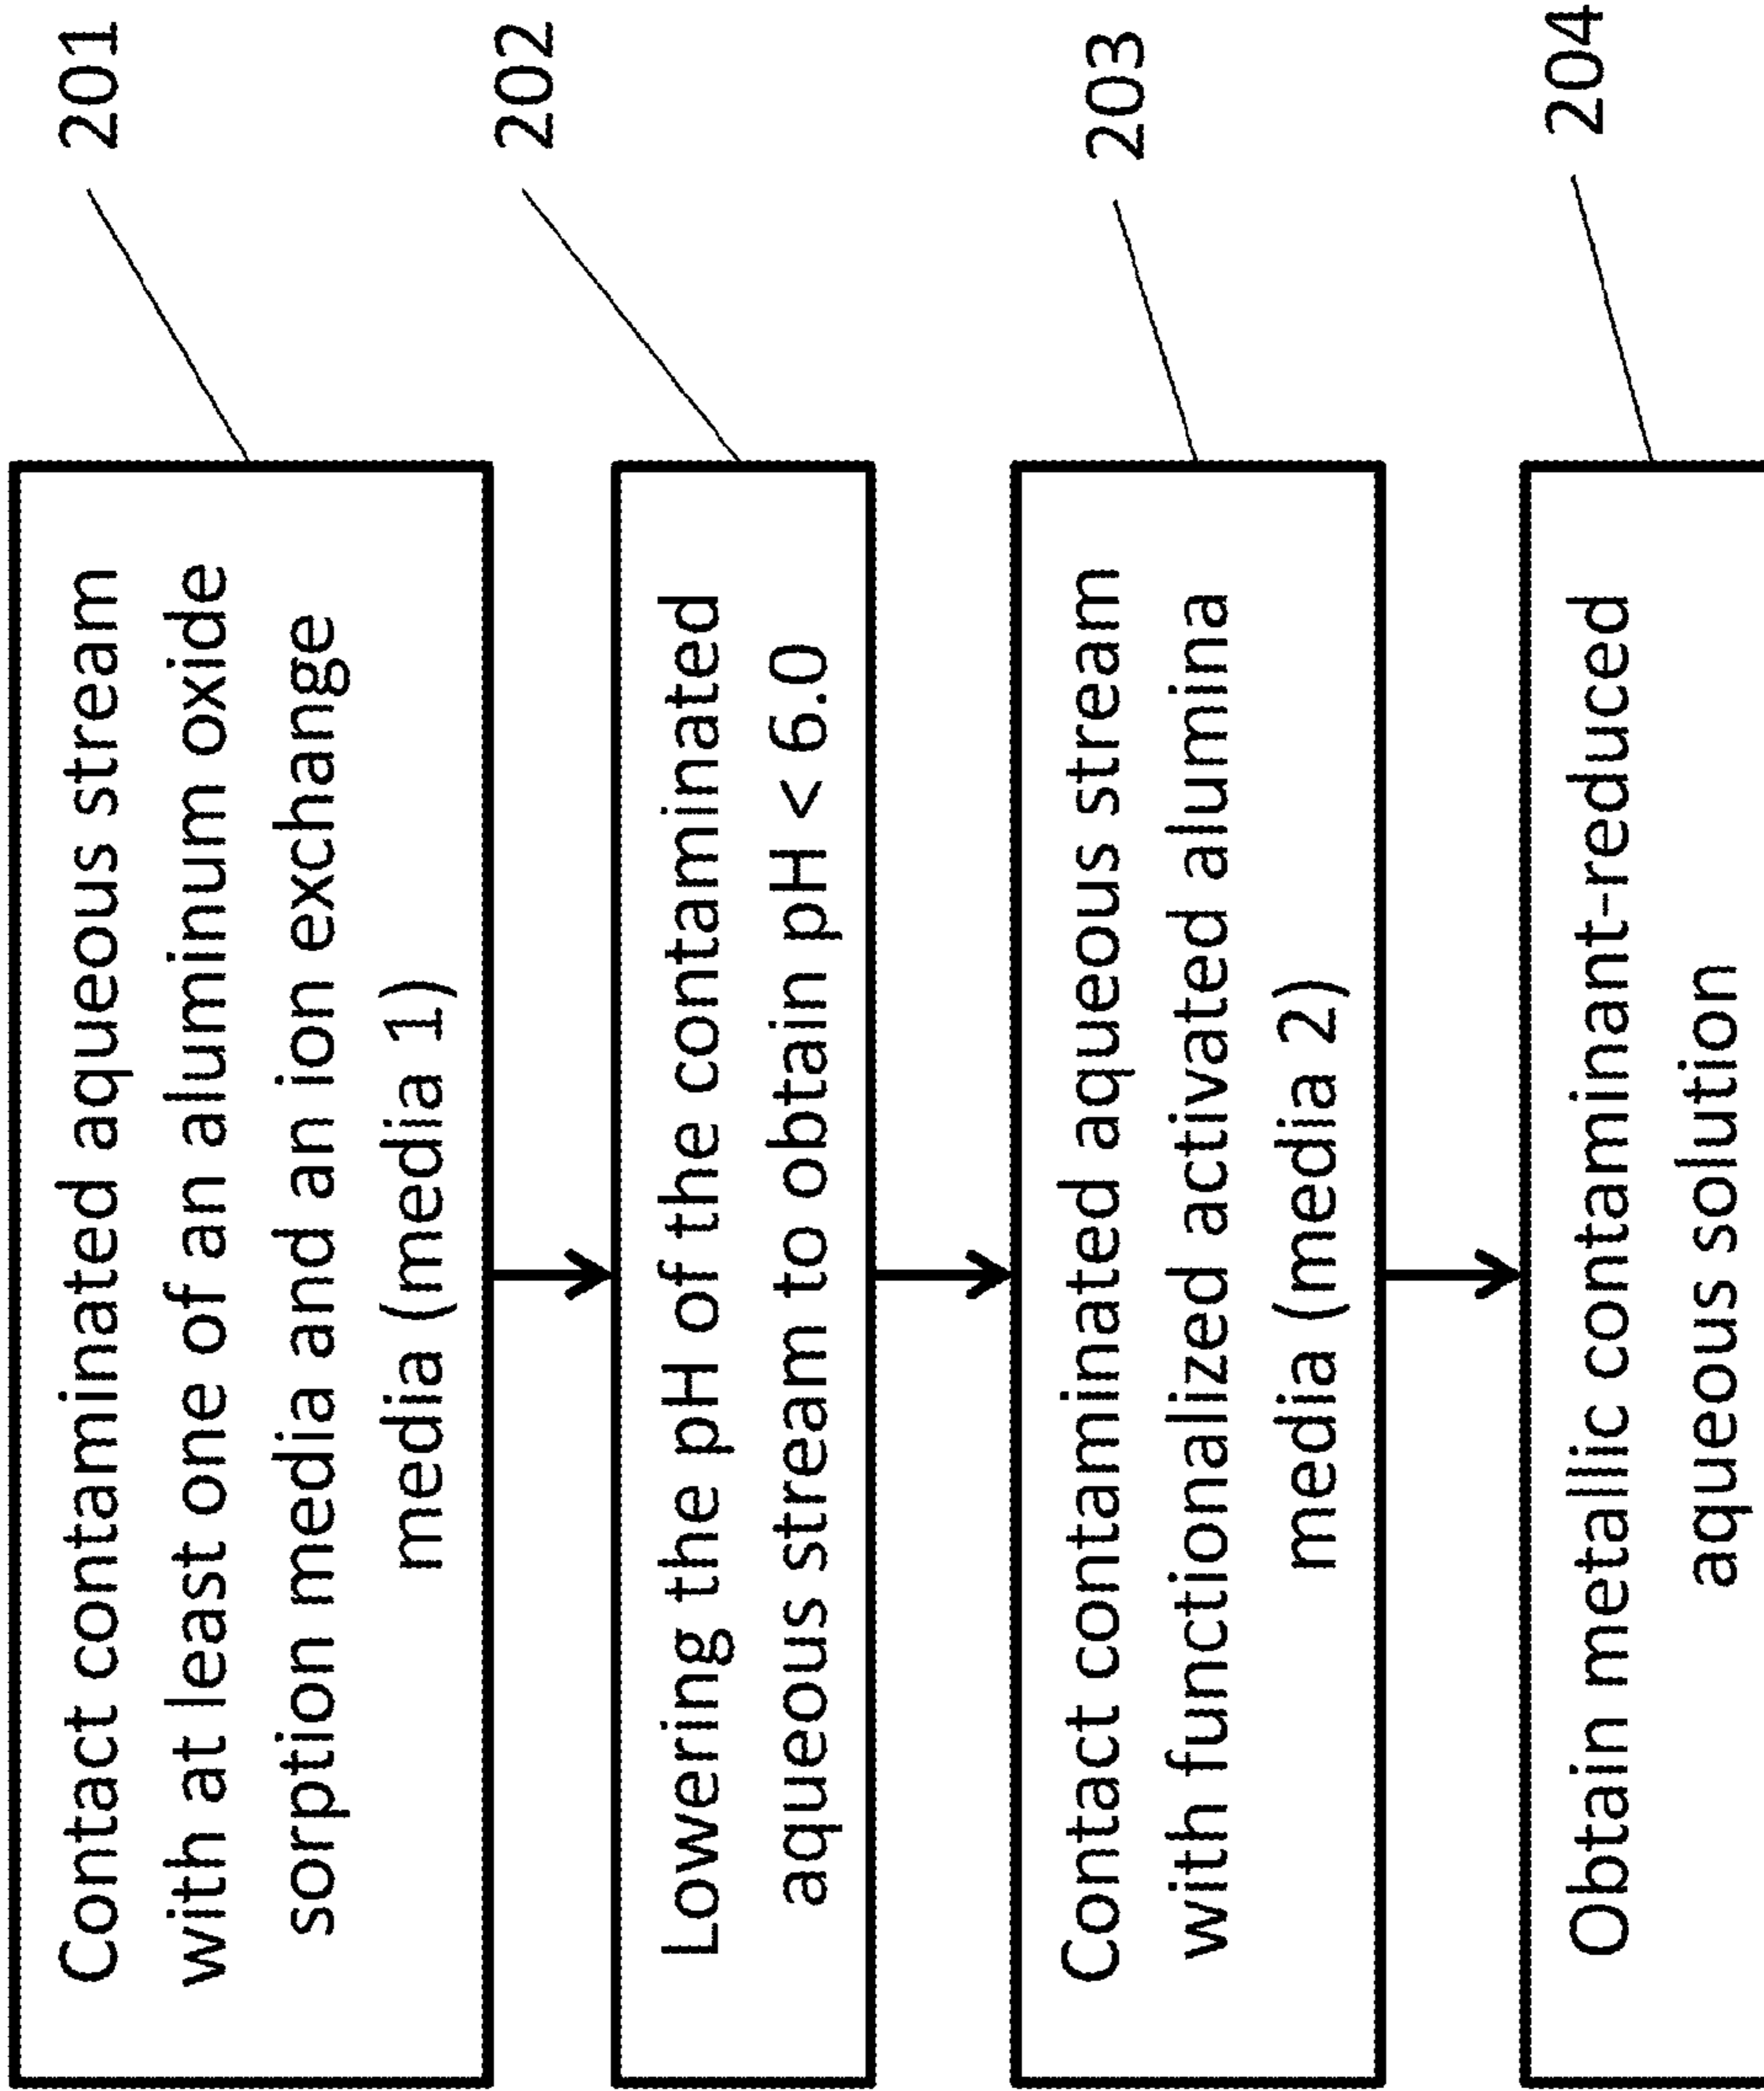 Contact contaminated aqueous stream
with at least one of an aluminum oxide
sorption media and an ion exchange
media (media 1)
201
Lowering the pH of the contaminated
aqueous stream to obtain pH < 6.0
202
Contact contaminated aqueous stream
with functionalized activated alumina
media (media 2)
203
Obtain metallic contaminant-reduced
aqueous solution
204